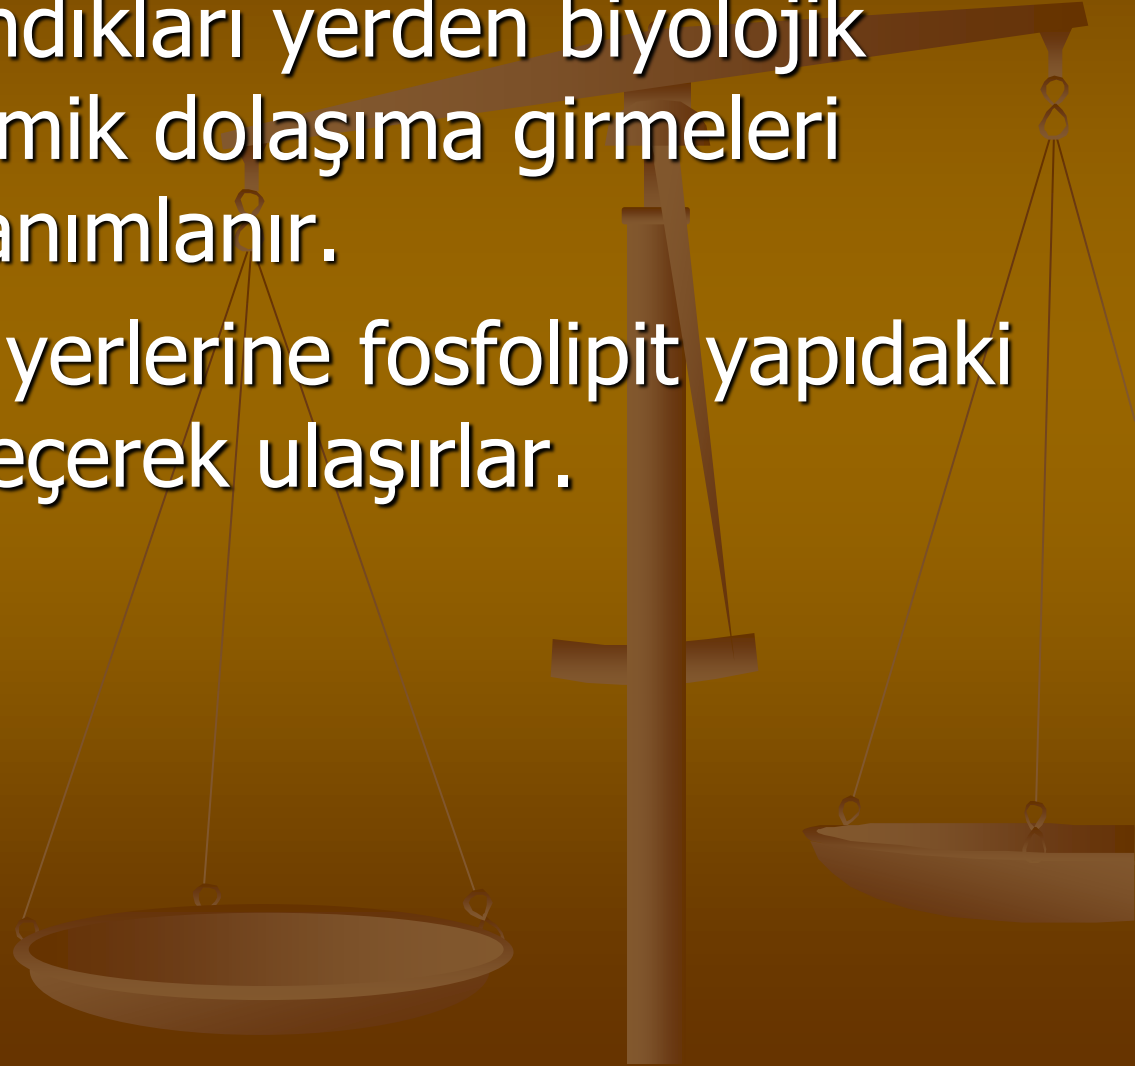 ndıkları yerden biyolojik
mik dolaşıma girmeleri
anımlanır.
yerlerine fosfolipit yapıdaki
eçerek ulaşırlar.